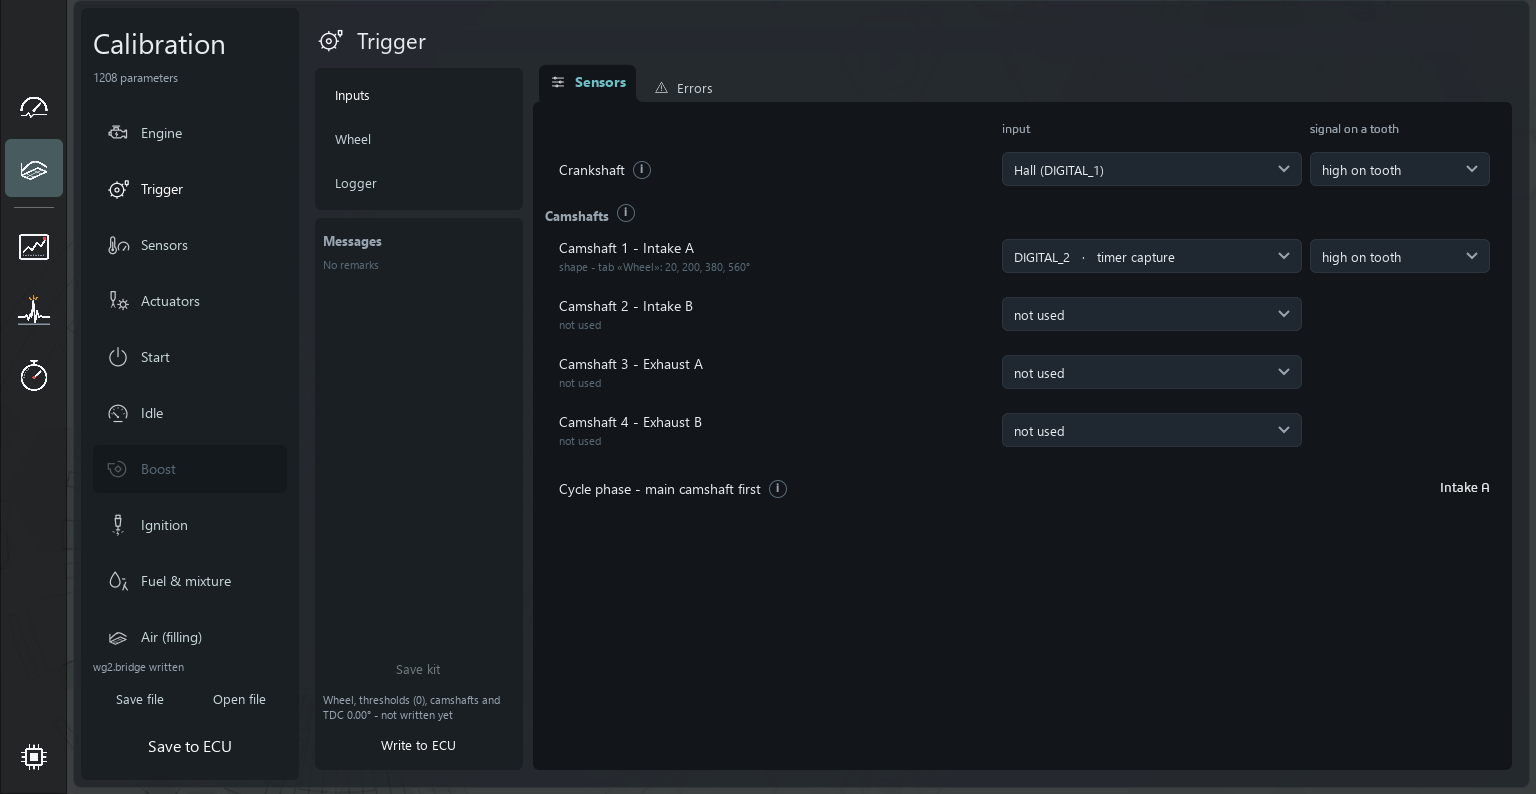 Calibration
1208 parameters
Engine
Trigger
Sensors
Actuators
Start
Idle
Boost
Ignition
Fuel & mixture
Air (filling)
wg2.bridge written
Save file
Open file
Save to ECU
Trigger
Inputs
Wheel
Logger
Messages
No remarks
Save kit
Wheel, thresholds (0), camshafts and
TDC 0.00° - not written yet
Write to ECU
Sensors
Errors
input
signal on a tooth
Crankshaft
i
Hall (DIGITAL_1)
high on tooth
Camshafts
i
Camshaft 1 - Intake A
shape - tab «Wheel»: 20, 200, 380, 560°
DIGITAL_2 · timer capture
high on tooth
Camshaft 2 - Intake B
not used
not used
Camshaft 3 - Exhaust A
not used
not used
Camshaft 4 - Exhaust B
not used
not used
Cycle phase - main camshaft first
i
Intake A